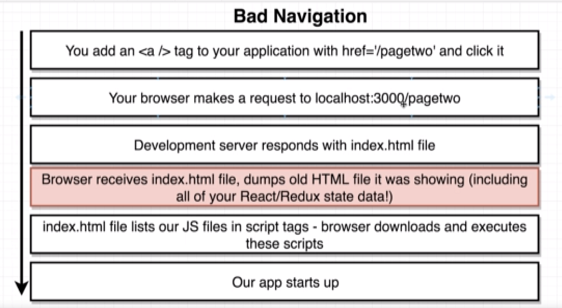 Bad Navigation
You add an <a /> tag to your application with href='/pagetwo' and click it
Your browser makes a request to localhost:3000/pagetwo
Development server responds with index.html file
Browser receives index.html file, dumps old HTML file it was showing (including
all of your React/Redux state data!)
index.html file lists our JS files in script tags - browser downloads and executes
these scripts
Our app starts up